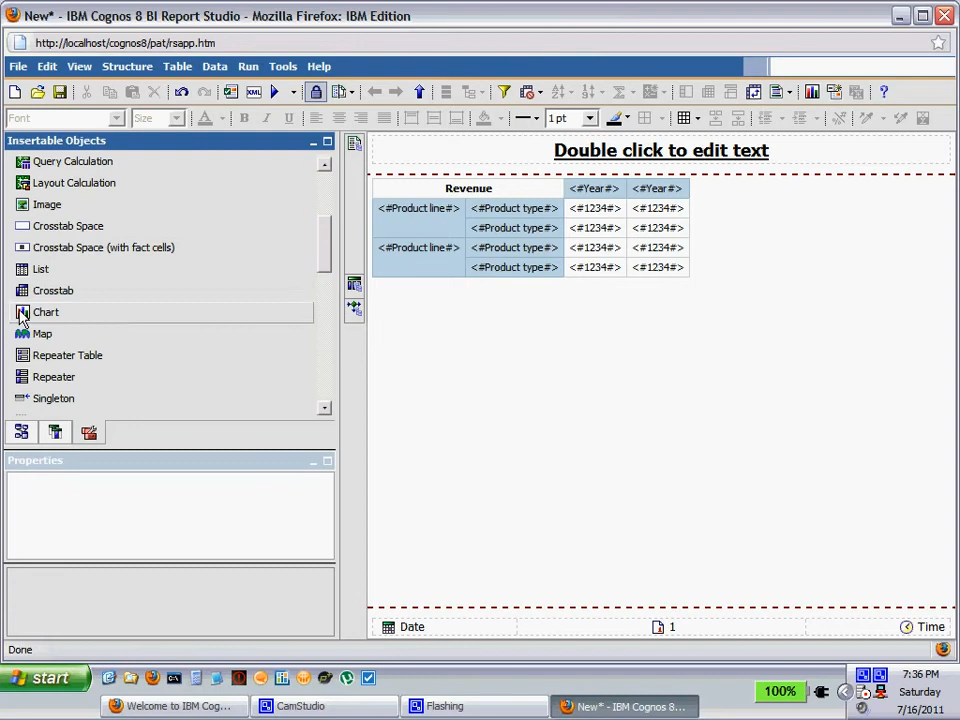 New* - IBM Cognos 8 BI Report Studio - Mozilla Firefox: IBM Edition
http://localhost/cognos8/pat/rsapp.htm
File Edit View Structure Table Data Run Tools Help
XML
Font Size B I U 1pt
Insertable Objects
Query Calculation
Layout Calculation
Image
Crosstab Space
Crosstab Space (with fact cells)
List
Crosstab
Chart
Map
Repeater Table
Repeater
Singleton
Properties
Double click to edit text
Revenue <#Year#> <#Year#>
<#Product line#> <#Product type#> <#1234#> <#1234#>
<#Product type#> <#1234#> <#1234#>
<#Product line#> <#Product type#> <#1234#> <#1234#>
<#Product type#> <#1234#> <#1234#>
Date 1 Time
Done
start
Welcome to IBM Cog... CamStudio Flashing New* - IBM Cognos 8...
100%
7:36 PM
Saturday
7/16/2011